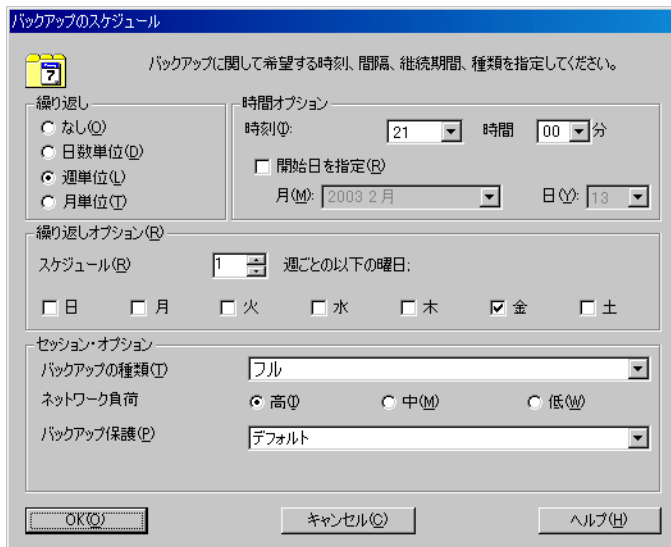 バックアップのスケジュール
バックアップに関して希望する時刻、間隔、継続期間、種類を指定してください。
繰り返し
なし(O)
日数単位(D)
週単位(L)
月単位(T)
時間オプション
時刻(I): 21 時間 00 分
開始日を指定(R)
月(M): 2003 2 月 日(Y): 13
繰り返しオプション(R)
スケジュール(R) 1 週ごとの以下の曜日:
日 月 火 水 木 金 土
セッション・オプション
バックアップの種類(T) フル
ネットワーク負荷 高(I) 中(M) 低(W)
バックアップ保護(P) デフォルト
OK(O) キャンセル(C) ヘルプ(H)